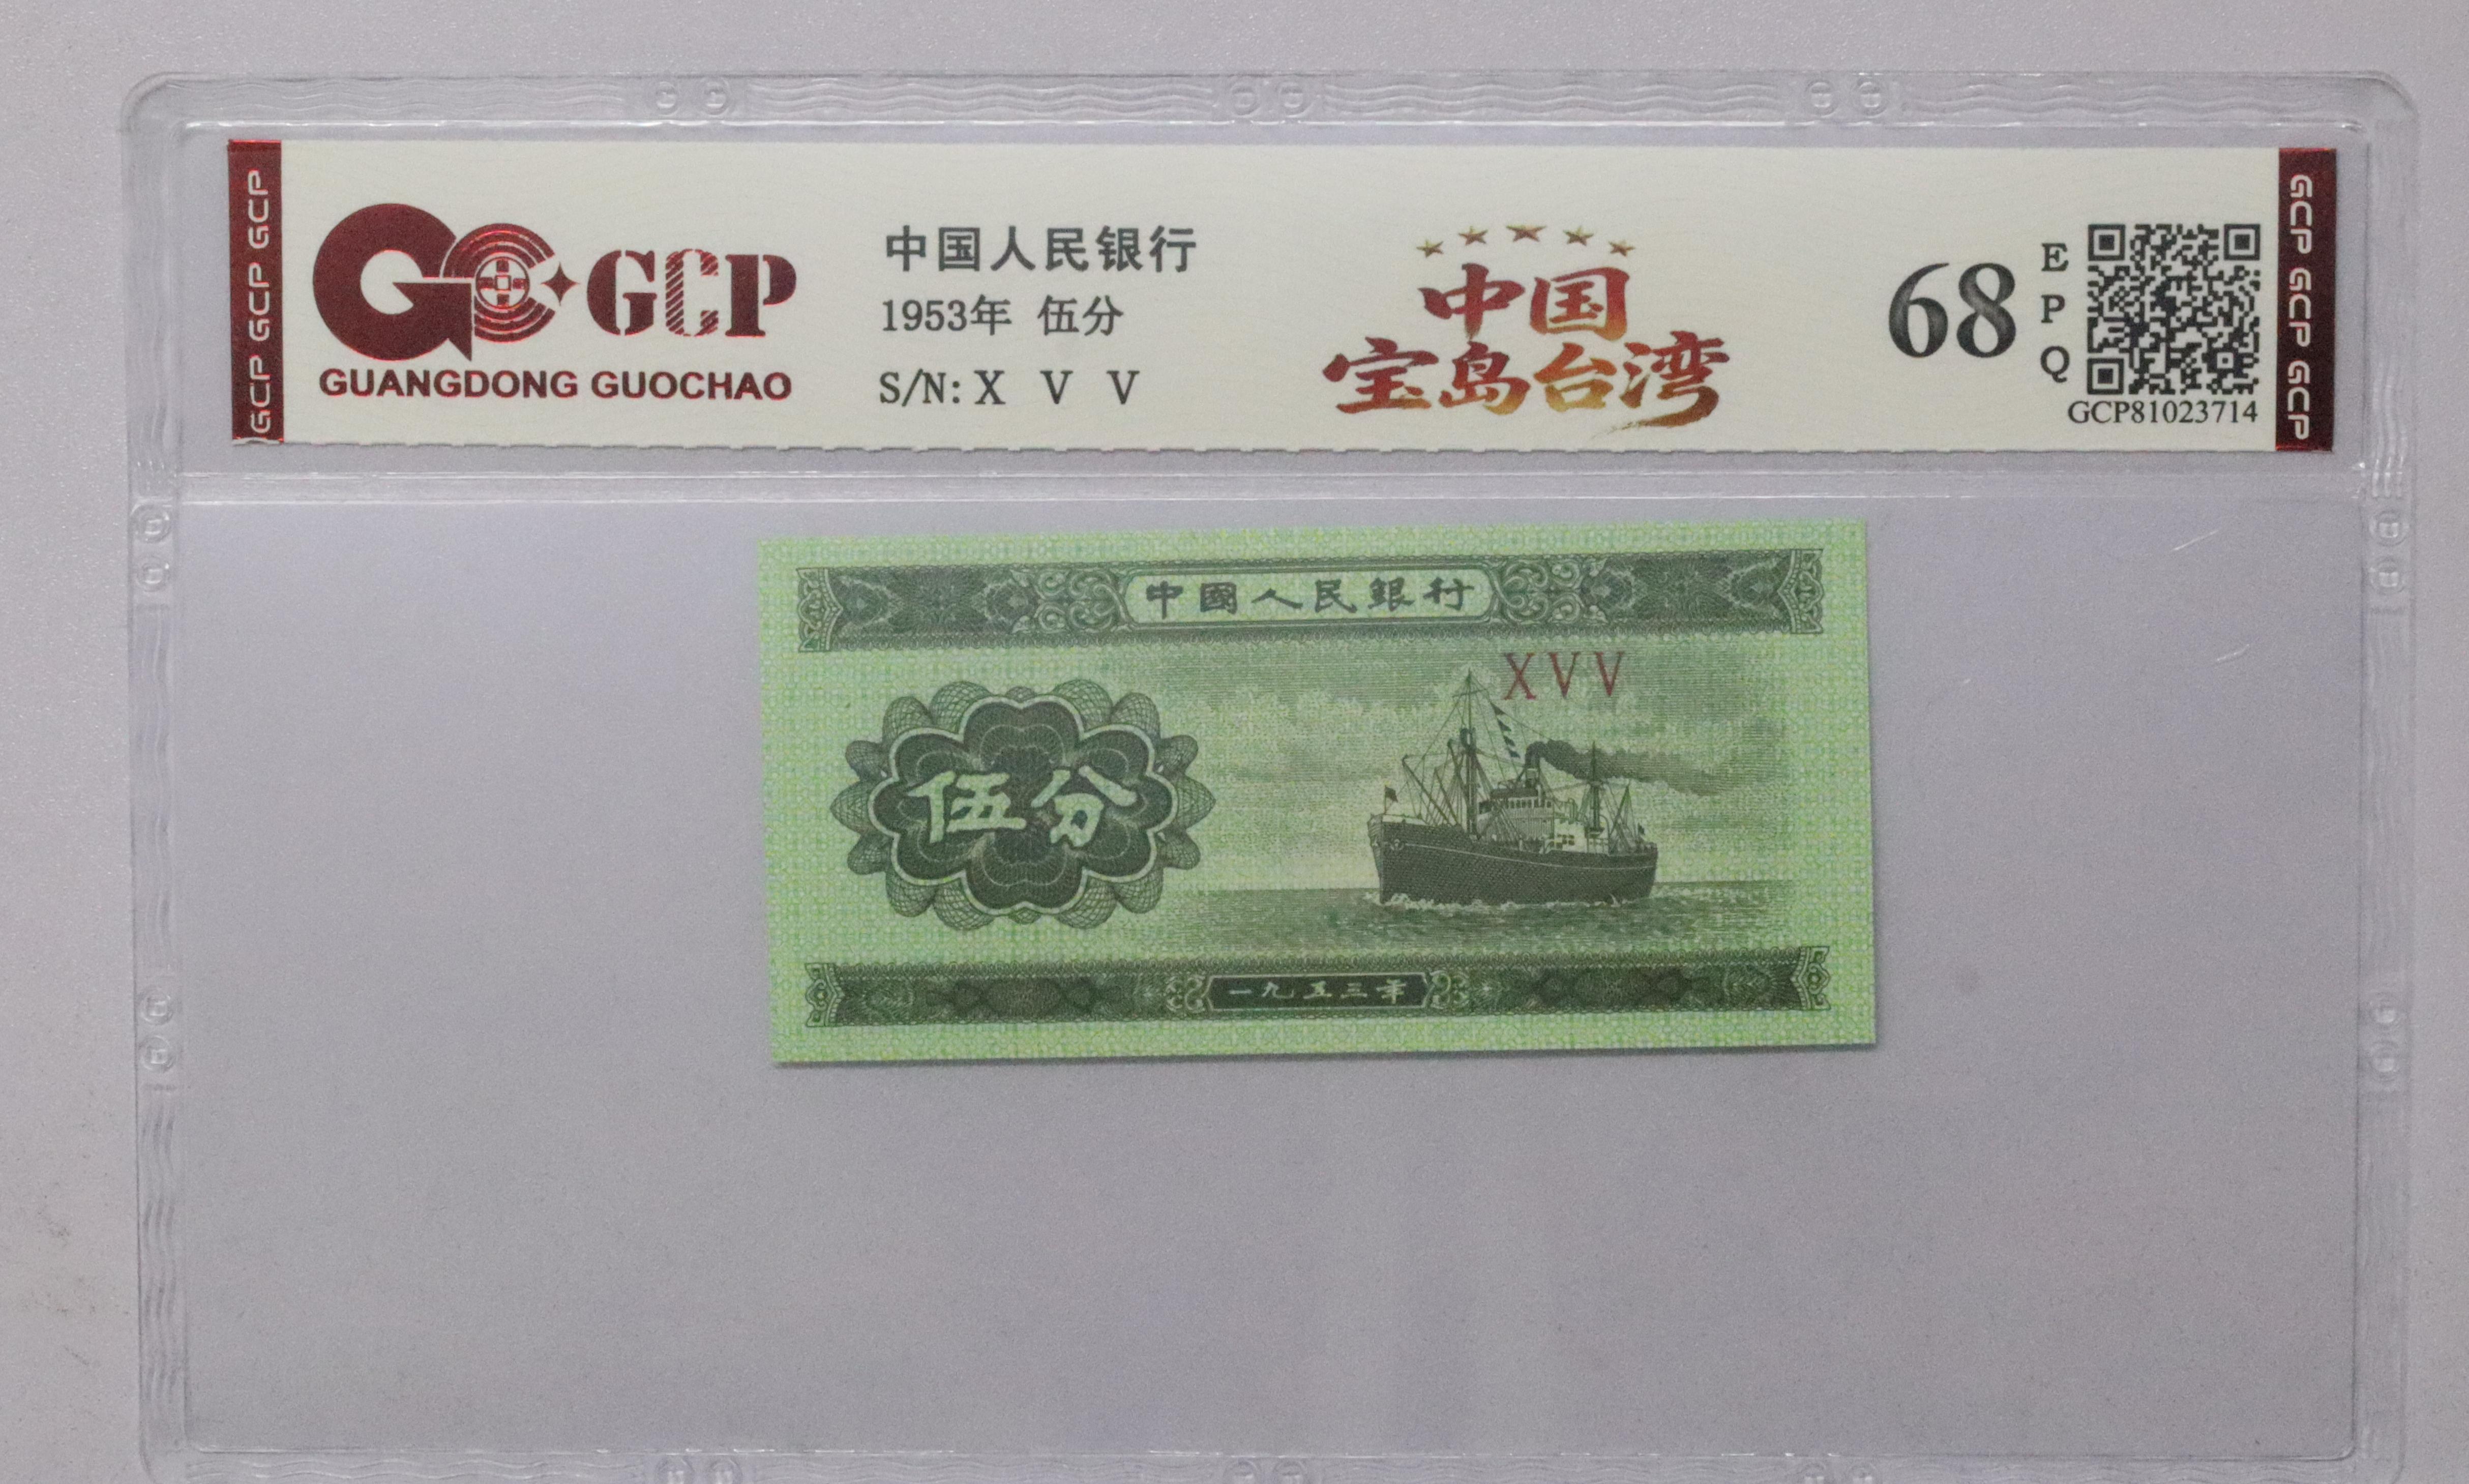 GCP GCP GCP
GCP
GUANGDONG GUOCHAO
中国人民银行
1953年 伍分
S/N: X V V
中国
宝岛台湾
68
E
P
Q
GCP81023714
GCP GCP GCP
中國人民銀行
XVV
伍分
一九五三年